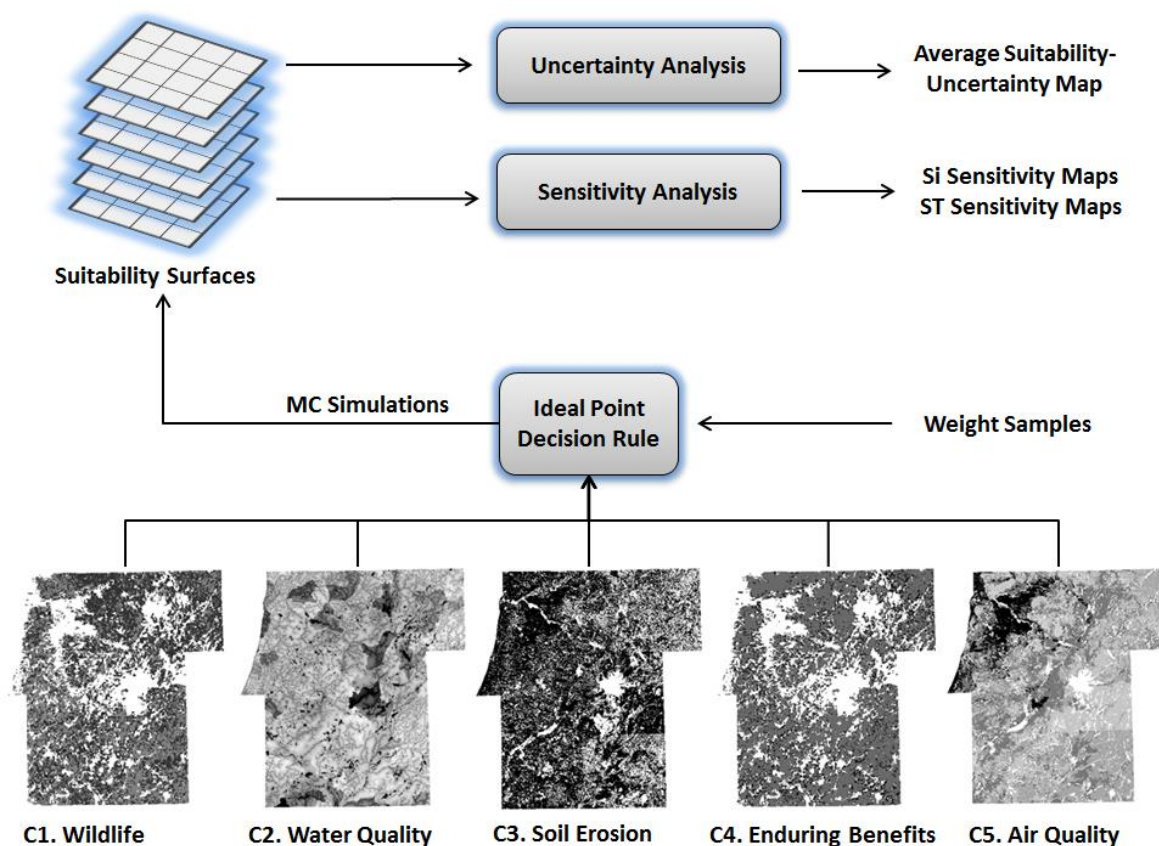 Uncertainty Analysis
Average Suitability-
Uncertainty Map
Sensitivity Analysis
Si Sensitivity Maps
ST Sensitivity Maps
Suitability Surfaces
MC Simulations
Ideal Point
Decision Rule
Weight Samples
C1. Wildlife
C2. Water Quality
C3. Soil Erosion
C4. Enduring Benefits
C5. Air Quality